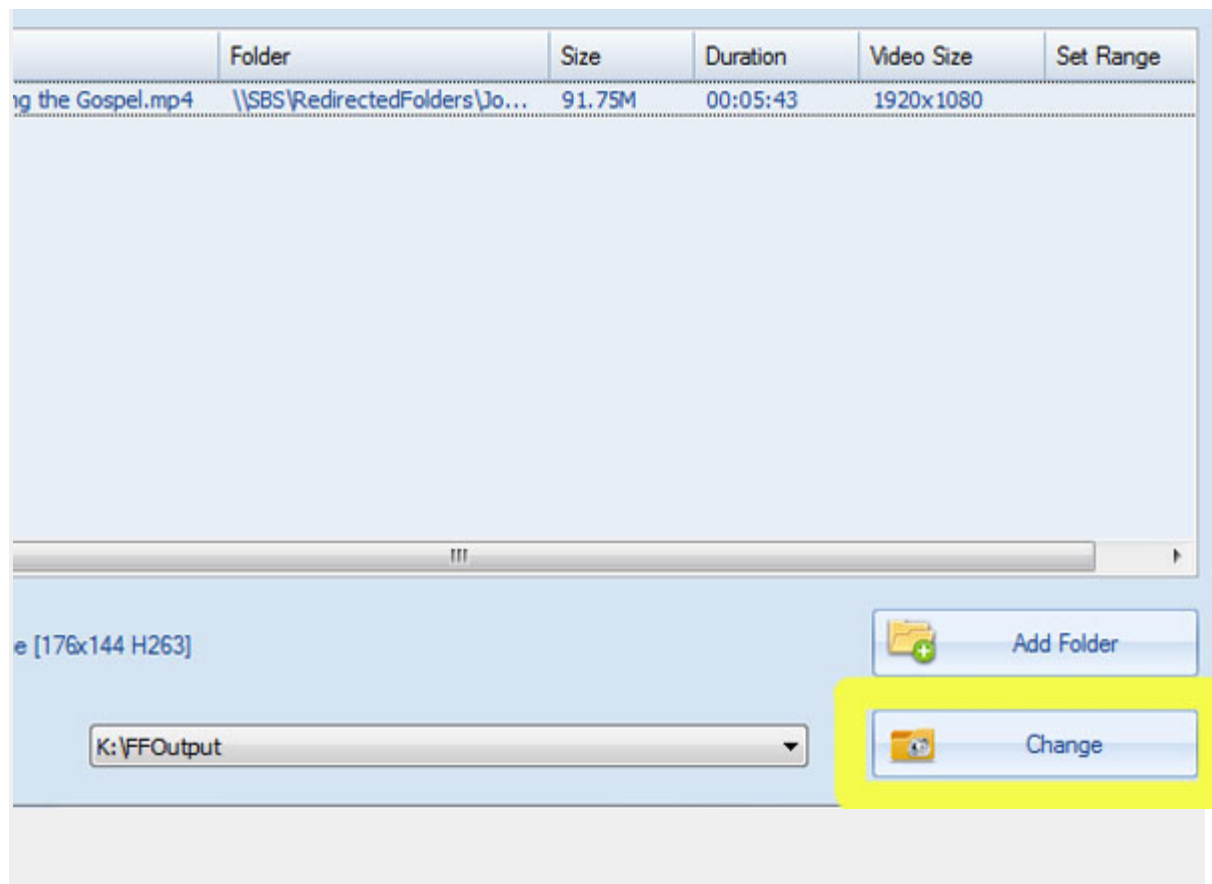 Folder Size Duration Video Size Set Range
ng the Gospel.mp4 \\SBS\RedirectedFolders\Jo... 91.75M 00:05:43 1920x1080
e [176x144 H263]
Add Folder
K:\FFOutput
Change